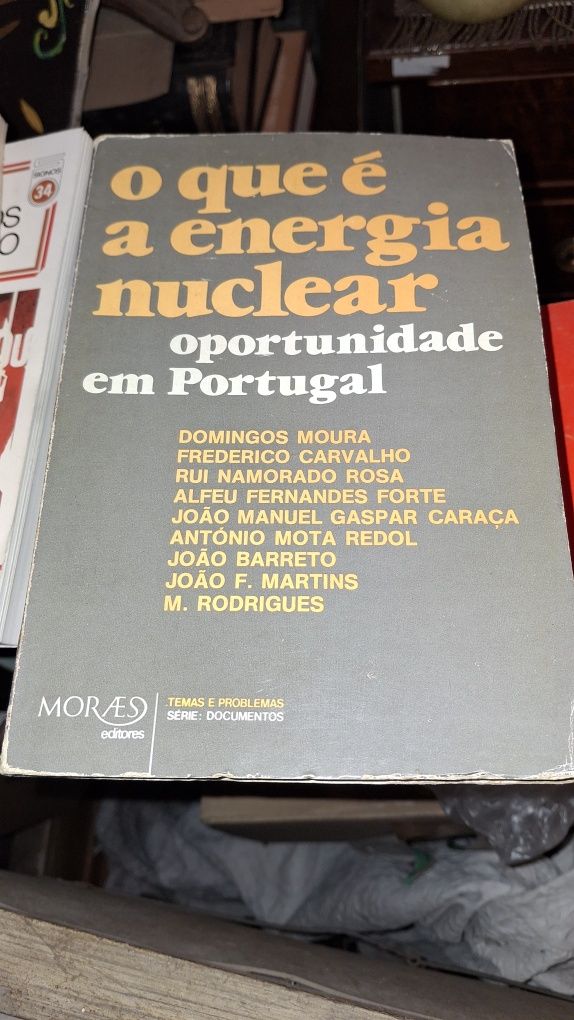 o que é
a energia
nuclear
oportunidade
em Portugal
DOMINGOS MOURA
FREDERICO CARVALHO
RUI NAMORADO ROSA
ALFEU FERNANDES FORTE
JOÃO MANUEL GASPAR CARAÇA
ANTÓNIO MOTA REDOL
JOÃO BARRETO
JOÃO F. MARTINS
M. RODRIGUES
MORÆS
editores
TEMAS E PROBLEMAS
SÉRIE: DOCUMENTOS
34